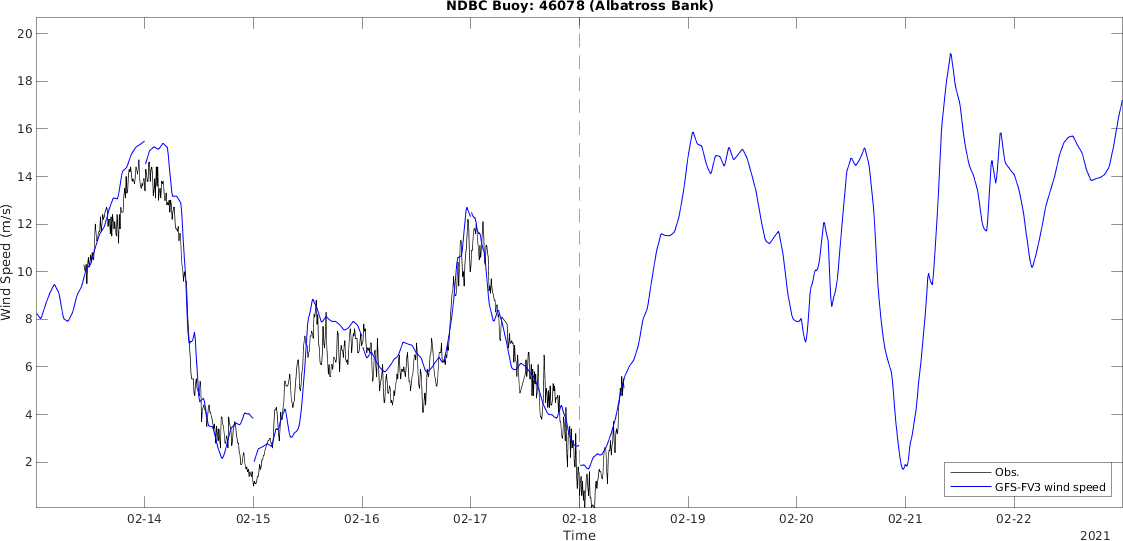 NDBC Buoy: 46078 (Albatross Bank)
20
18
16
14
12
10
8
6
4
2
Wind Speed (m/s)
Obs.
GFS-FV3 wind speed
02-14 02-15 02-16 02-17 02-18 02-19 02-20 02-21 02-22
Time
2021